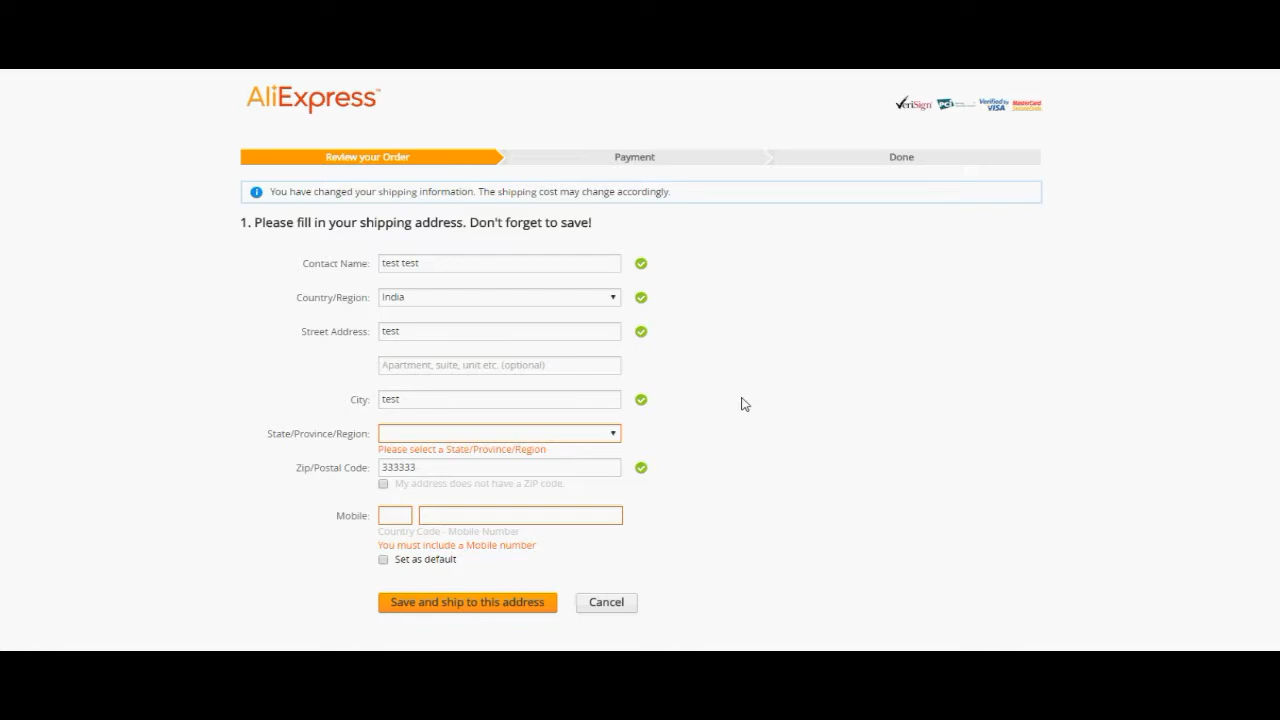 AliExpress™
VeriSign PCI Verified by VISA MasterCard SecureCode
Review your Order Payment Done
You have changed your shipping information. The shipping cost may change accordingly.
1. Please fill in your shipping address. Don't forget to save!
Contact Name: test test
Country/Region: India
Street Address: test
Apartment, suite, unit etc. (optional)
City: test
State/Province/Region:
Please select a State/Province/Region
Zip/Postal Code: 333333
My address does not have a ZIP code.
Mobile:
Country Code - Mobile Number
You must include a Mobile number
Set as default
Save and ship to this address Cancel